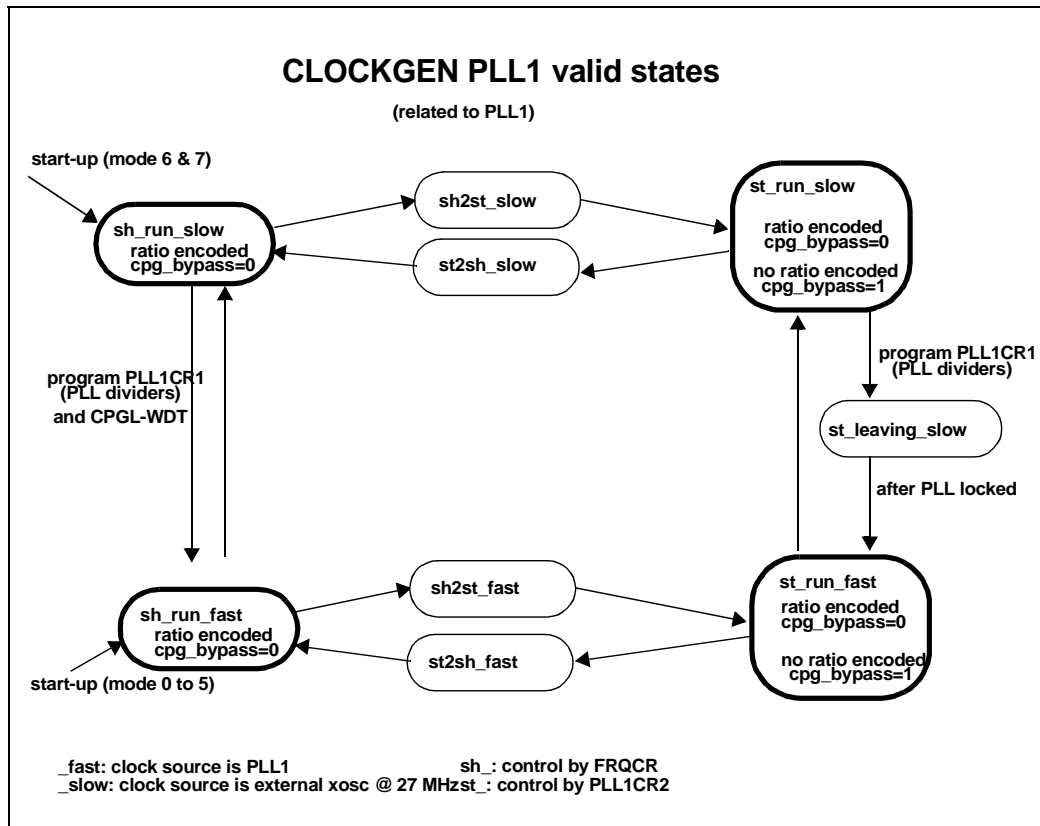 CLOCKGEN PLL1 valid states
(related to PLL1)
start-up (mode 6 & 7)
sh_run_slow
ratio encoded
cpg_bypass=0
sh2st_slow
st2sh_slow
st_run_slow
ratio encoded
cpg_bypass=0
no ratio encoded
cpg_bypass=1
program PLL1CR1
(PLL dividers)
and CPGL-WDT
program PLL1CR1
(PLL dividers)
st_leaving_slow
after PLL locked
sh_run_fast
ratio encoded
cpg_bypass=0
start-up (mode 0 to 5)
sh2st_fast
st2sh_fast
st_run_fast
ratio encoded
cpg_bypass=0
no ratio encoded
cpg_bypass=1
_fast: clock source is PLL1
sh_: control by FRQCR
_slow: clock source is external xosc @ 27 MHz
st_: control by PLL1CR2